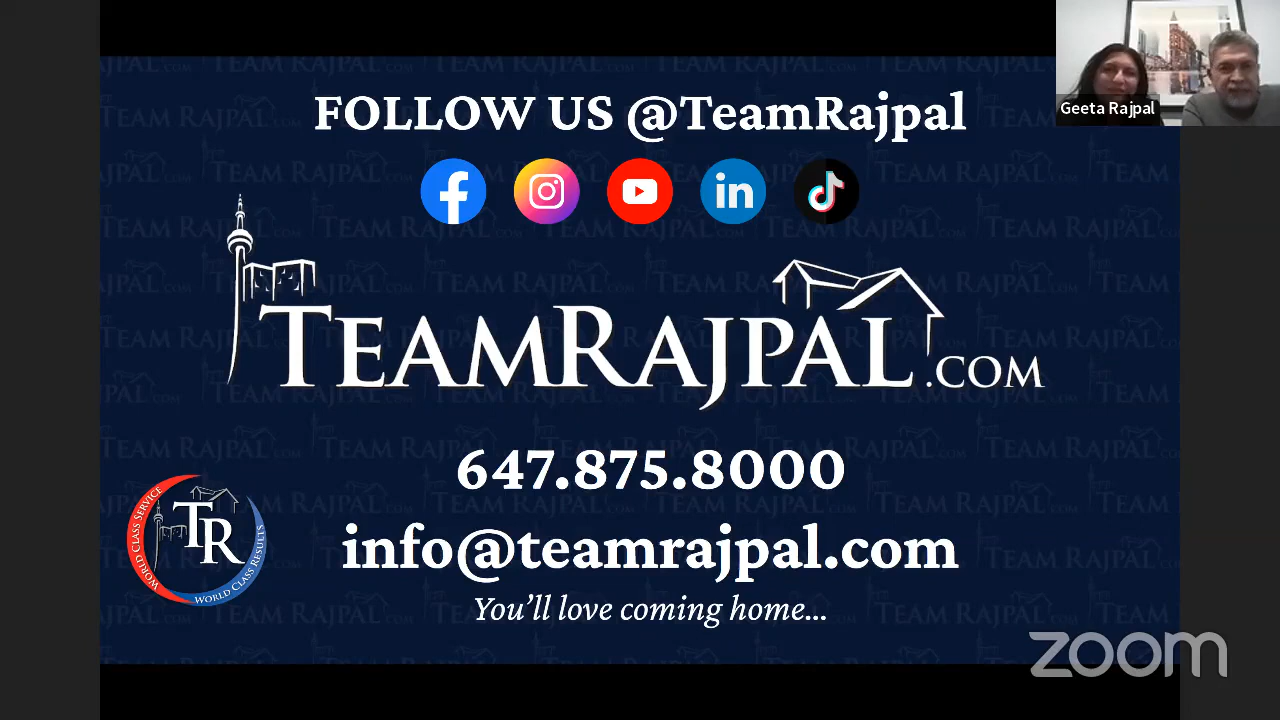 FOLLOW US @TeamRajpal
Geeta Rajpal
TEAMRAJPAL.COM
647.875.8000
info@teamrajpal.com
You'll love coming home...
WORLD CLASS SERVICE
TR
WORLD CLASS RESULTS
zoom